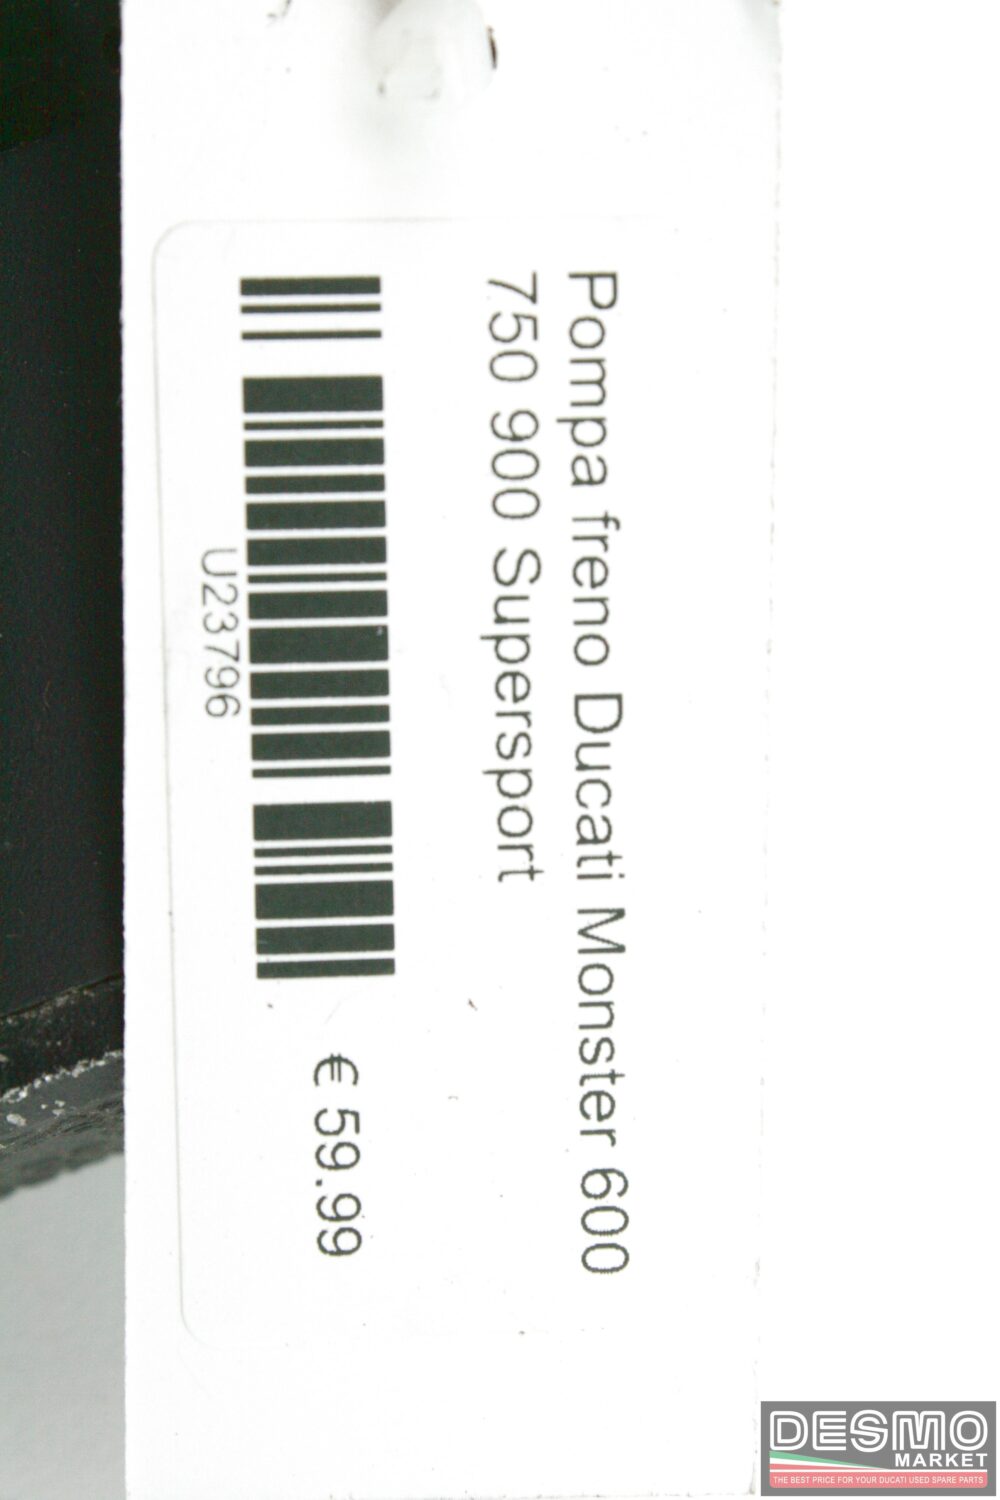 Pompa freno Ducati Monster 600
750 900 Supersport
U23796
€ 59.99
DESMO
MARKET
THE BEST PRICE FOR YOUR DUCATI USED SPARE PARTS